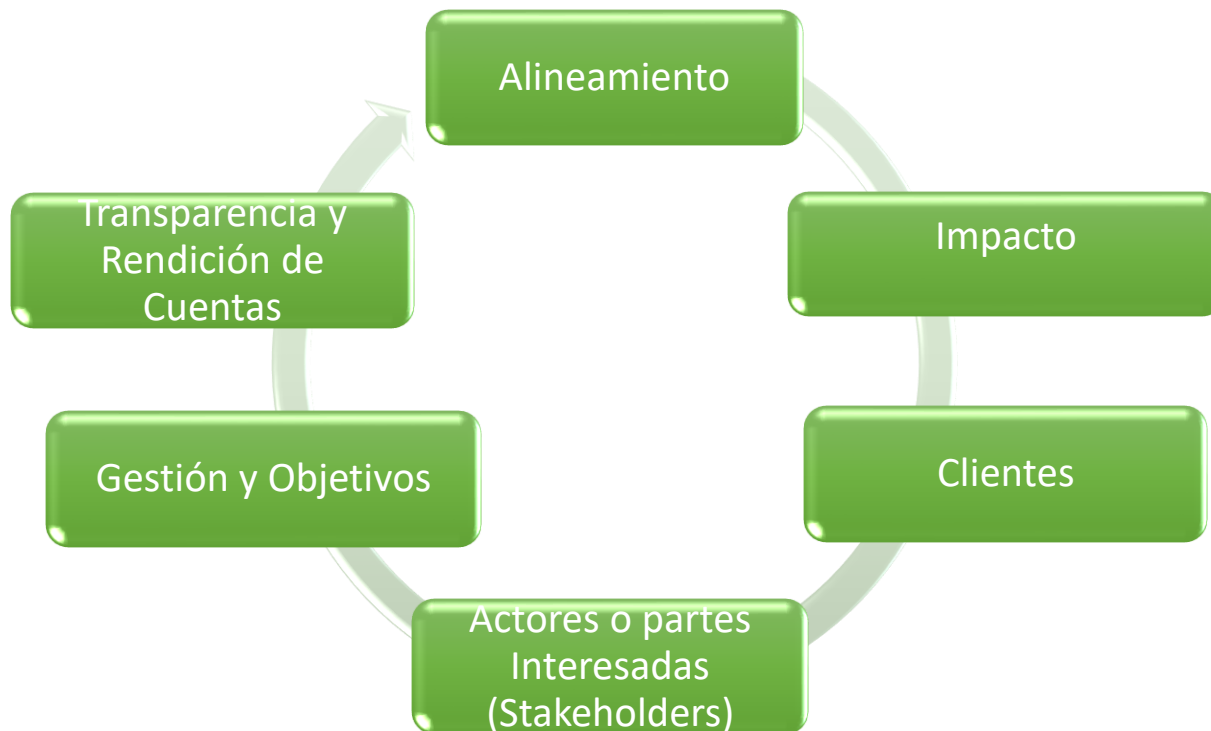 Alineamiento
Impacto
Clientes
Actores o partes
Interesadas
(Stakeholders)
Gestión y Objetivos
Transparencia y
Rendición de
Cuentas